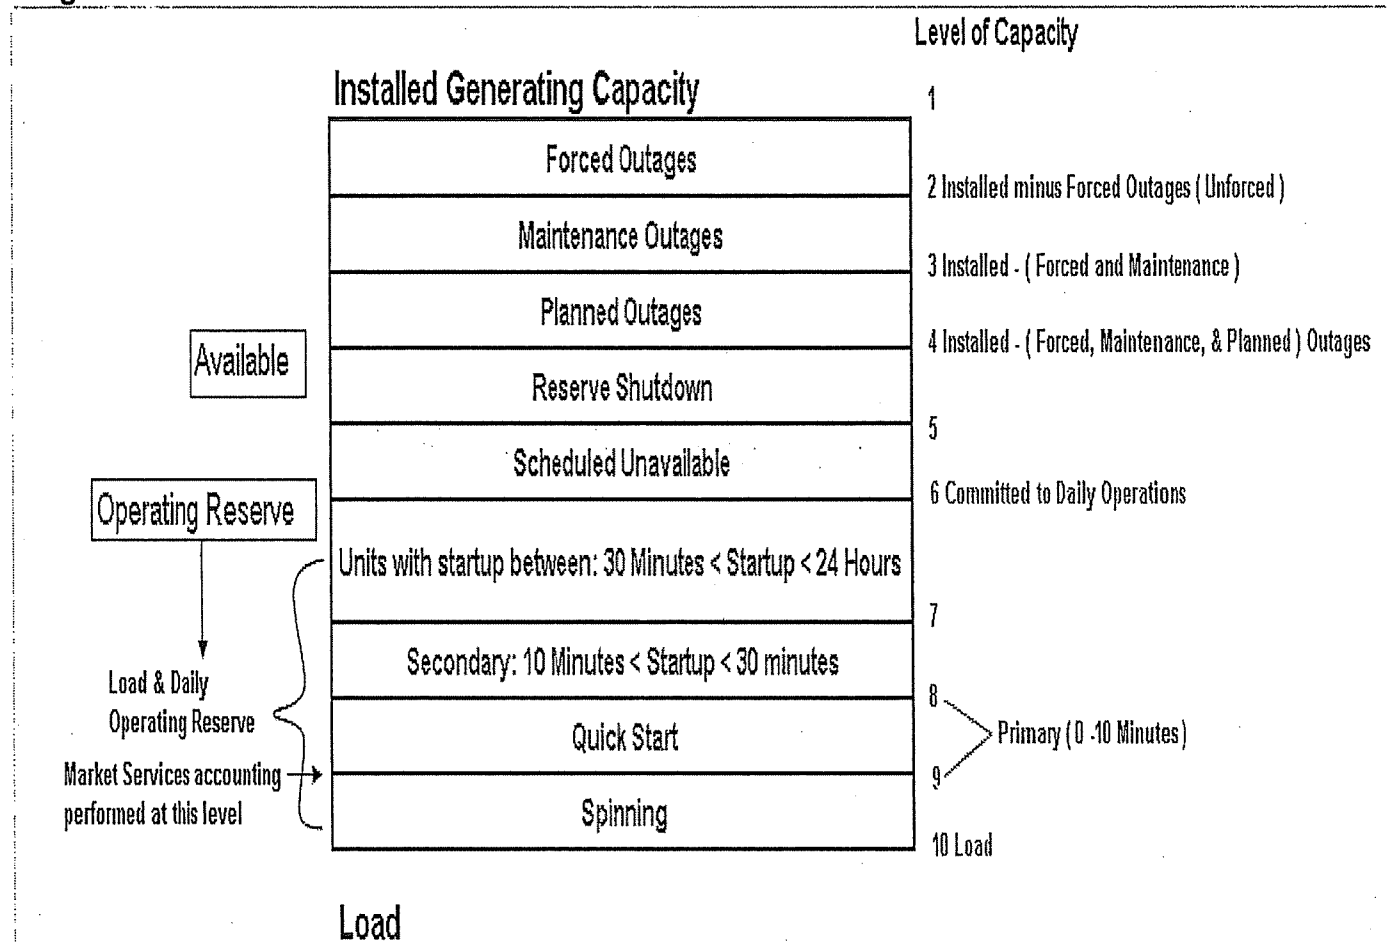 Level of Capacity
Installed Generating Capacity
1
Forced Outages
2 Installed minus Forced Outages ( Unforced )
Maintenance Outages
3 Installed - ( Forced and Maintenance )
Planned Outages
4 Installed - ( Forced, Maintenance, & Planned ) Outages
Available
Reserve Shutdown
5
Scheduled Unavailable
6 Committed to Daily Operations
Operating Reserve
Units with startup between: 30 Minutes < Startup < 24 Hours
7
Secondary: 10 Minutes < Startup < 30 minutes
Load & Daily
Operating Reserve
8
Quick Start
Primary ( 0 -10 Minutes )
9
Market Services accounting
performed at this level
Spinning
10 Load
Load